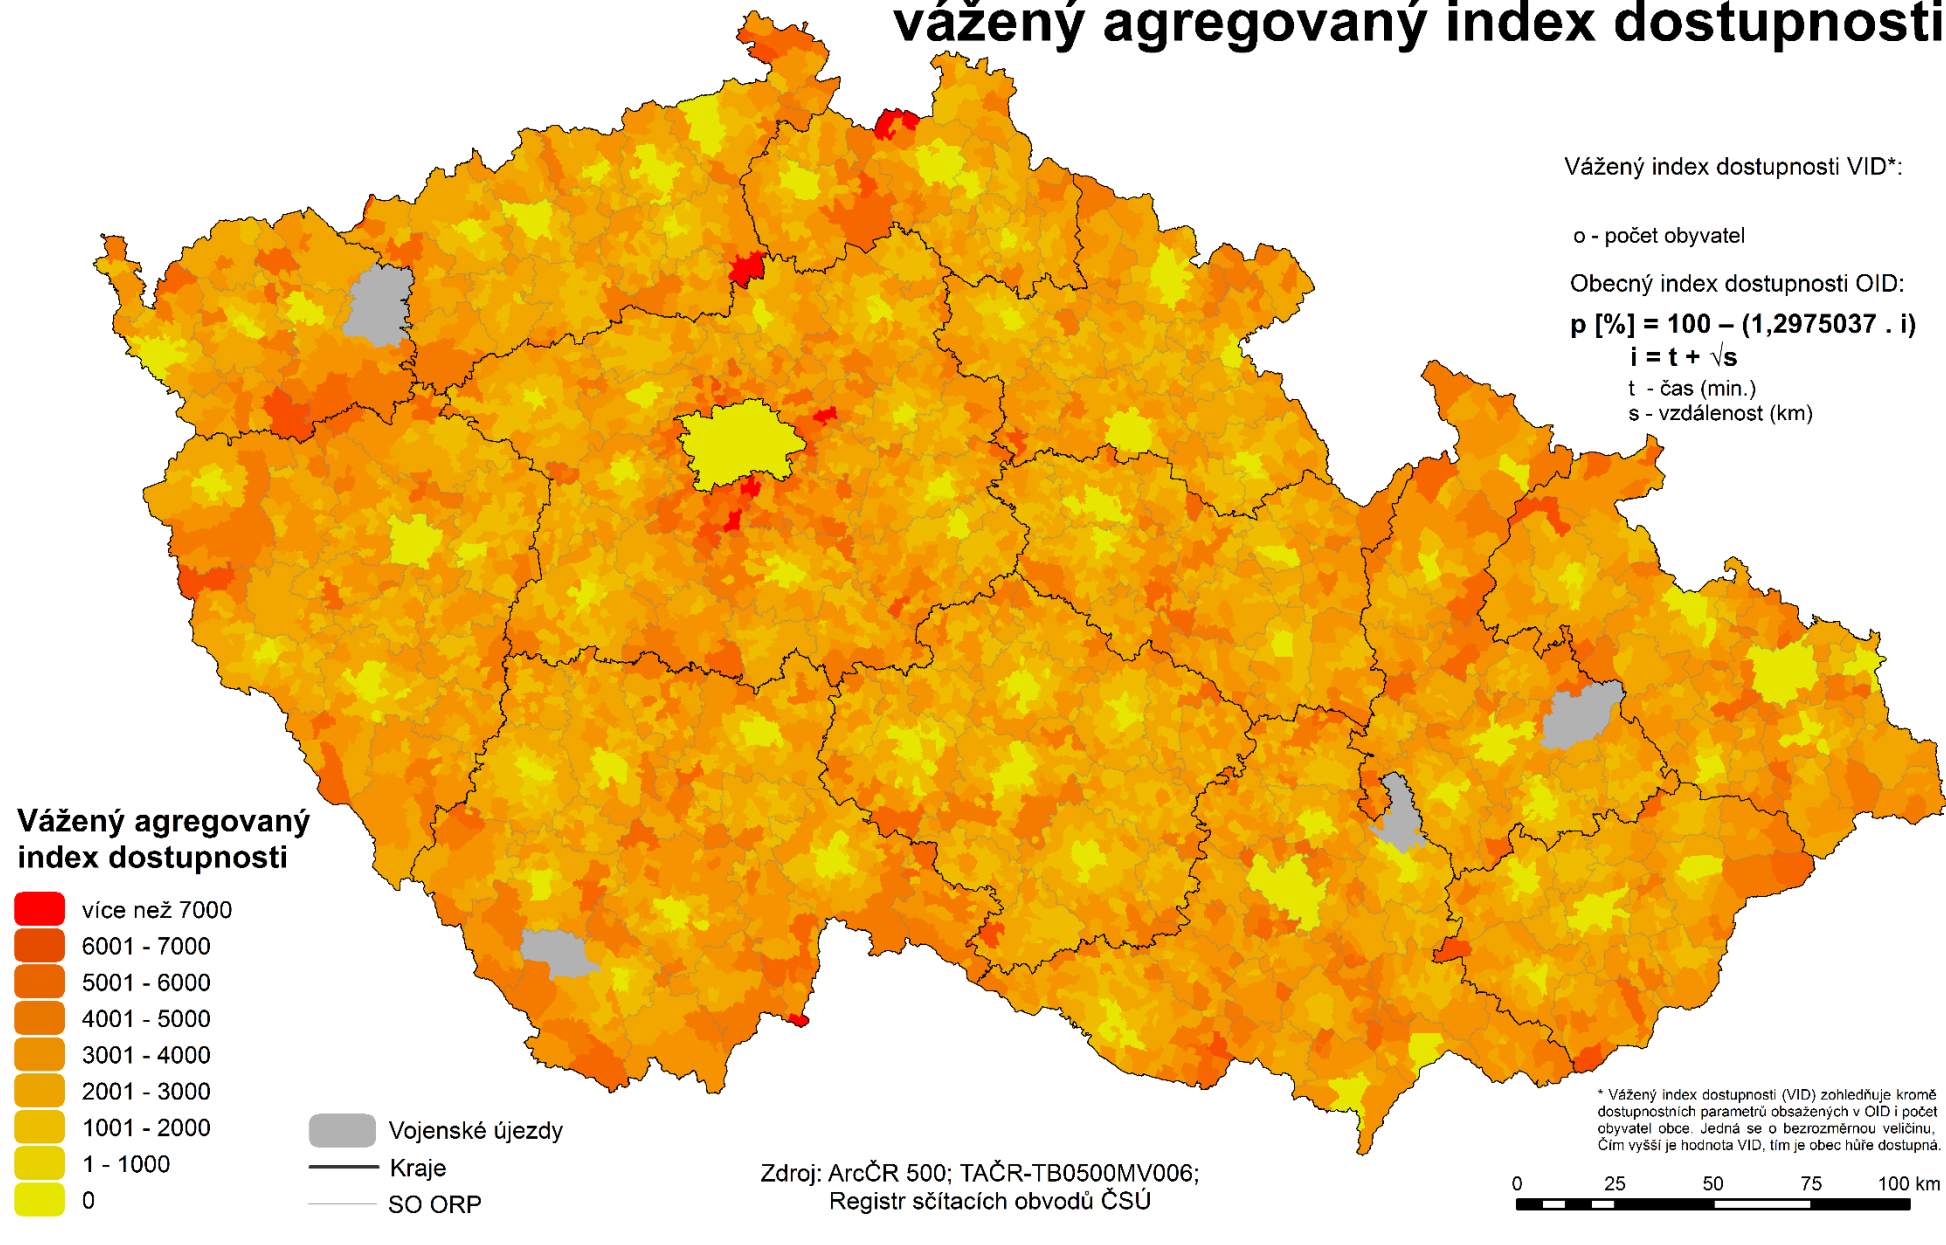 vážený agregovaný index dostupnosti
Vážený index dostupnosti VID*:
o - počet obyvatel
Obecný index dostupnosti OID:
p [%] = 100 – (1,2975037 . i)
i = t + √s
t - čas (min.)
s - vzdálenost (km)
Vážený agregovaný
index dostupnosti
více než 7000
6001 - 7000
5001 - 6000
4001 - 5000
3001 - 4000
2001 - 3000
1001 - 2000
1 - 1000
0
Vojenské újezdy
Kraje
SO ORP
Zdroj: ArcČR 500; TAČR-TB0500MV006;
Registr sčítacích obvodů ČSÚ
* Vážený index dostupnosti (VID) zohledňuje kromě
dostupnostních parametrů obsažených v OID i počet
obyvatel obce. Jedná se o bezrozměrnou veličinu,
Čím vyšší je hodnota VID, tím je obec hůře dostupná.
0 25 50 75 100 km